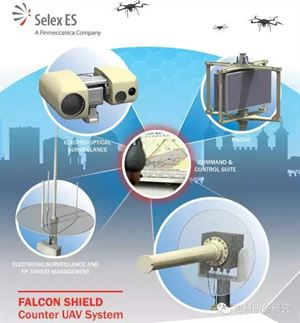 Selex ES
A Finmeccanica Company
ELECTRO-OPTICAL
SURVEILLANCE
RADAR
COMMAND &
CONTROL SUITE
ELECTRONIC SURVEILLANCE AND
RF THREAT MANAGEMENT
FALCON SHIELD
Counter UAV System